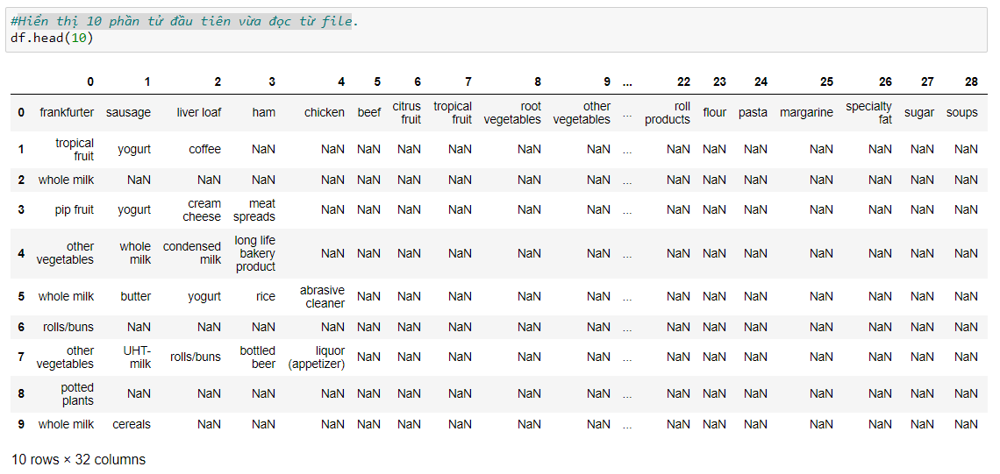 #Hiển thị 10 phần tử đầu tiên vừa đọc từ file.
df.head(10)
0 1 2 3 4 5 6 7 8 9 ... 22 23 24 25 26 27 28
0 frankfurter sausage liver loaf ham chicken beef citrus fruit tropical fruit root vegetables other vegetables ... roll products flour pasta margarine specialty fat sugar soups
1 tropical fruit yogurt coffee NaN NaN NaN NaN NaN NaN NaN ... NaN NaN NaN NaN NaN NaN NaN
2 whole milk NaN NaN NaN NaN NaN NaN NaN NaN NaN ... NaN NaN NaN NaN NaN NaN NaN
3 pip fruit yogurt cream cheese meat spreads NaN NaN NaN NaN NaN NaN ... NaN NaN NaN NaN NaN NaN NaN
4 other vegetables whole milk condensed milk long life bakery product NaN NaN NaN NaN NaN NaN ... NaN NaN NaN NaN NaN NaN NaN
5 whole milk butter yogurt rice abrasive cleaner NaN NaN NaN NaN NaN ... NaN NaN NaN NaN NaN NaN NaN
6 rolls/buns NaN NaN NaN NaN NaN NaN NaN NaN NaN ... NaN NaN NaN NaN NaN NaN NaN
7 other vegetables UHT-milk rolls/buns bottled beer liquor (appetizer) NaN NaN NaN NaN NaN ... NaN NaN NaN NaN NaN NaN NaN
8 potted plants NaN NaN NaN NaN NaN NaN NaN NaN NaN ... NaN NaN NaN NaN NaN NaN NaN
9 whole milk cereals NaN NaN NaN NaN NaN NaN NaN NaN ... NaN NaN NaN NaN NaN NaN NaN
10 rows × 32 columns